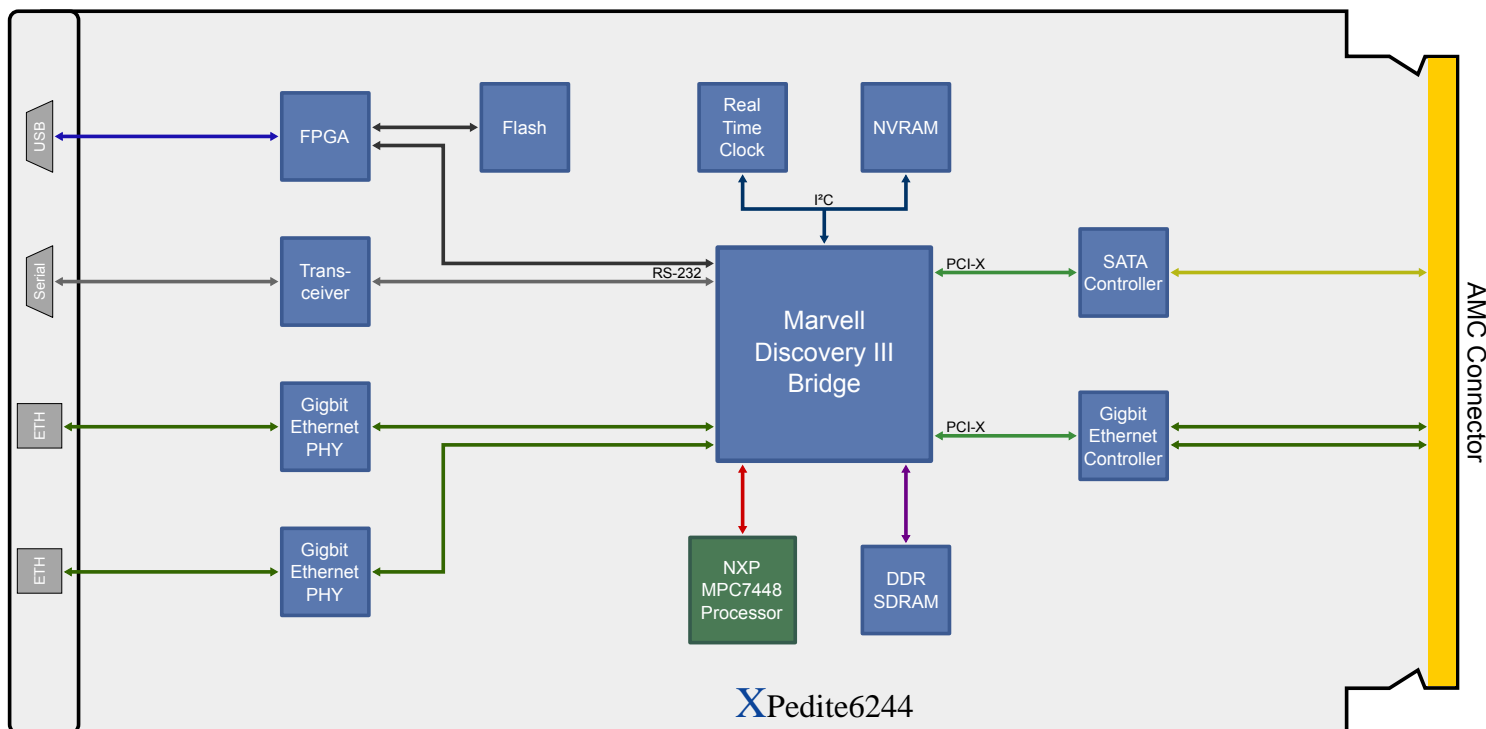 USB
FPGA
Flash
Real
Time
Clock
NVRAM
I²C
Serial
Trans-
ceiver
RS-232
Marvell
Discovery III
Bridge
PCI-X
SATA
Controller
AMC Connector
ETH
Gigbit
Ethernet
PHY
PCI-X
Gigbit
Ethernet
Controller
ETH
Gigbit
Ethernet
PHY
NXP
MPC7448
Processor
DDR
SDRAM
XPedite6244